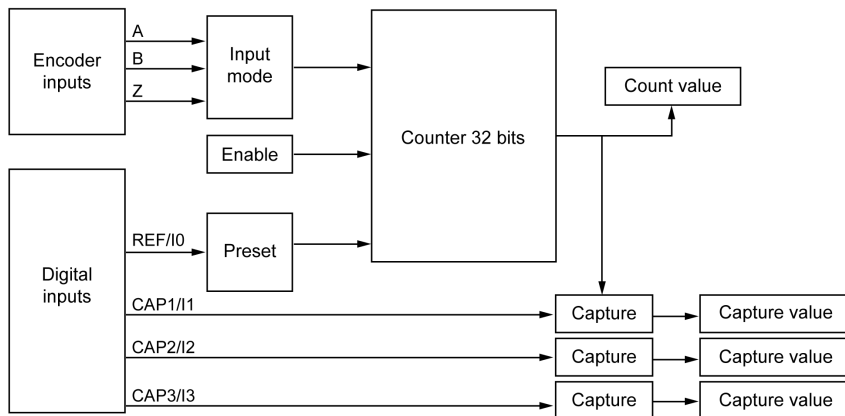 Encoder
inputs
A
B
Z
Input
mode
Enable
Counter 32 bits
Count value
Digital
inputs
REF/I0
Preset
CAP1/I1
Capture
Capture value
CAP2/I2
Capture
Capture value
CAP3/I3
Capture
Capture value